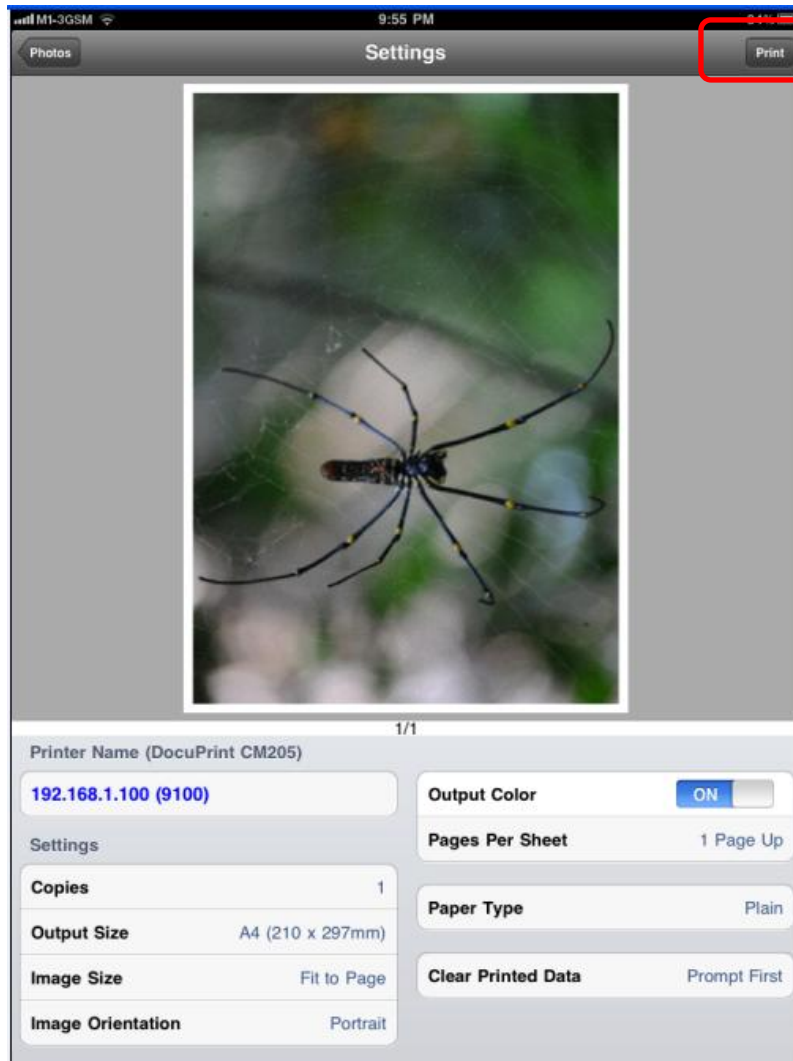 M1-3GSM 9:55 PM
Photos Settings Print
1/1
Printer Name (DocuPrint CM205)
192.168.1.100 (9100)
Settings
Copies 1
Output Size A4 (210 x 297mm)
Image Size Fit to Page
Image Orientation Portrait
Output Color ON
Pages Per Sheet 1 Page Up
Paper Type Plain
Clear Printed Data Prompt First